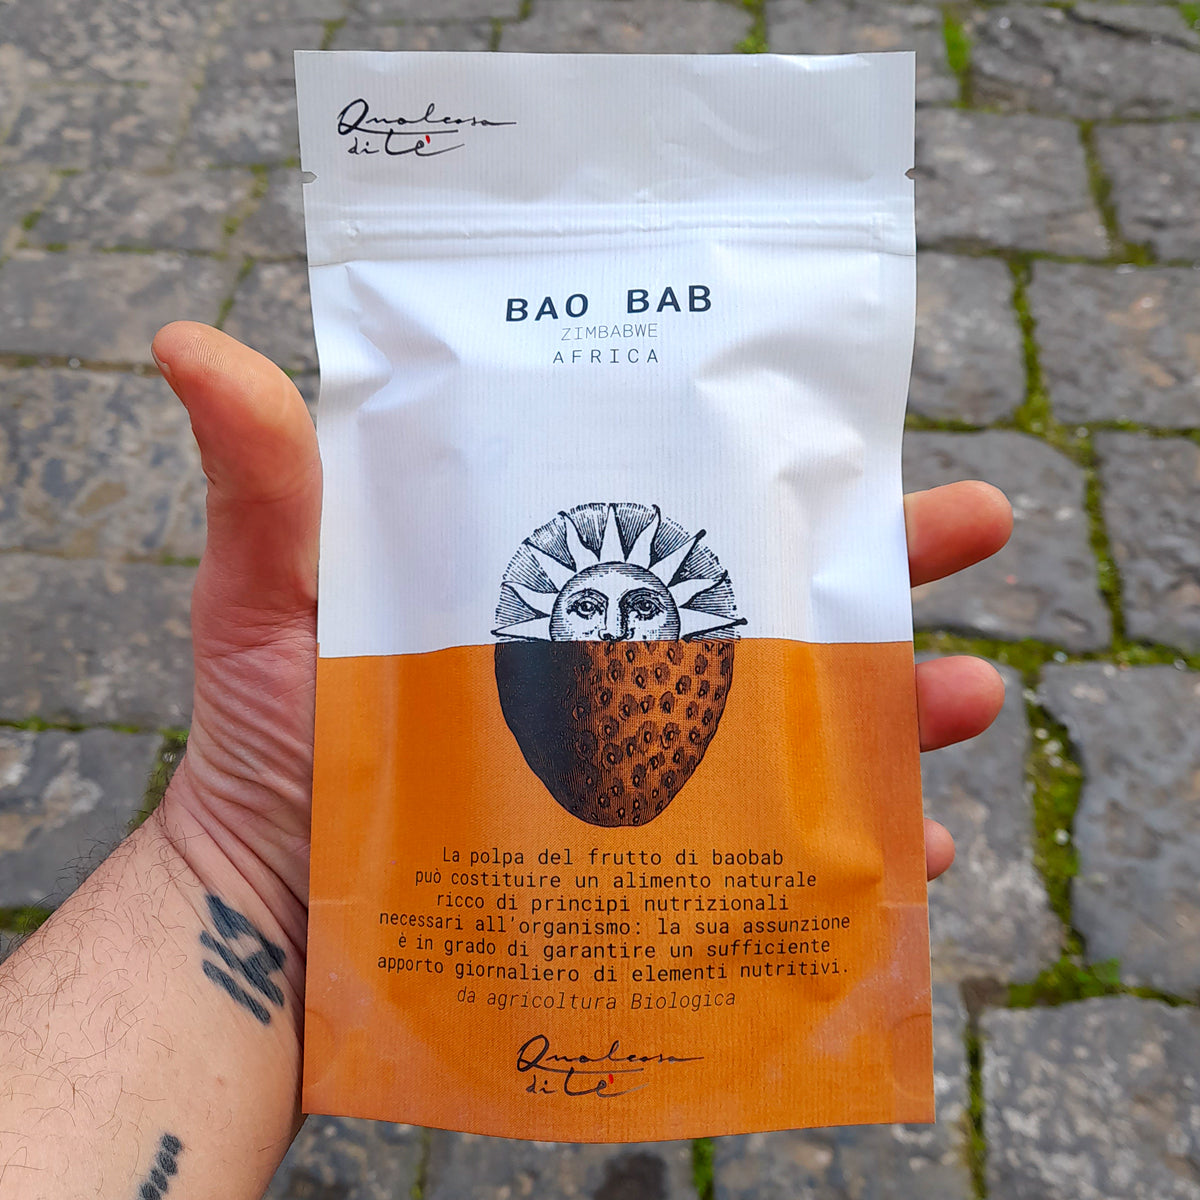 Qualcosa
di tè
BAO BAB
ZIMBABWE
AFRICA
La polpa del frutto di baobab
può costituire un alimento naturale
ricco di principi nutrizionali
necessari all'organismo: la sua assunzione
è in grado di garantire un sufficiente
apporto giornaliero di elementi nutritivi.
da agricoltura Biologica
Qualcosa
di tè